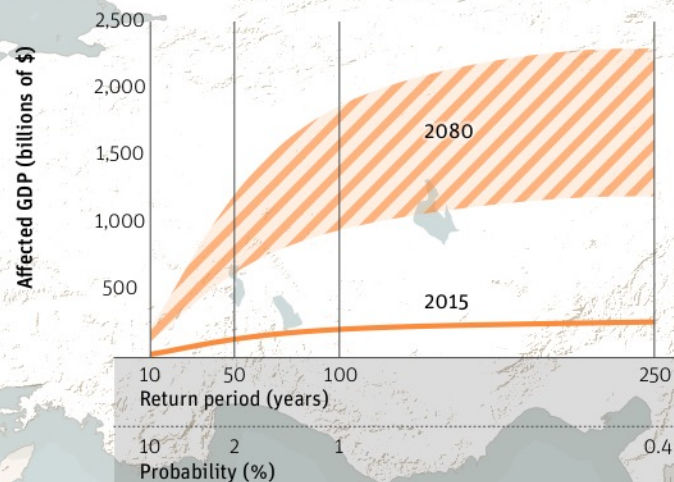 Affected GDP (billions of $)
2,500
2,000
1,500
1,000
500
2080
2015
10 50 100 250
Return period (years)
10 2 1 0.4
Probability (%)